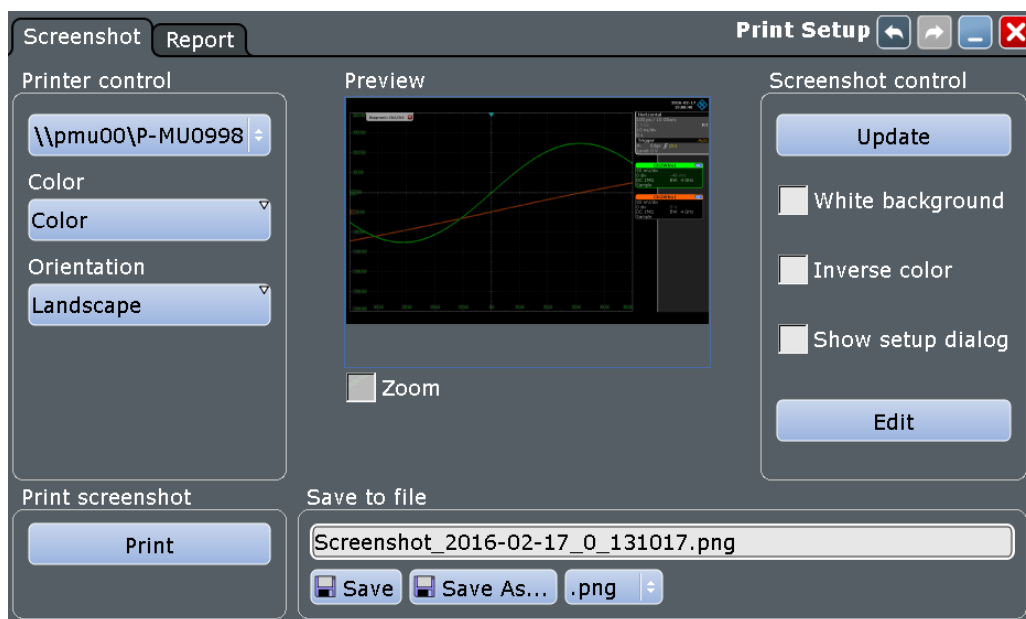 Screenshot
Report
Print Setup
Printer control
\\pmu00\P-MU0998
Color
Color
Orientation
Landscape
Preview
Horizontal
Trigger
Zoom
Screenshot control
Update
White background
Inverse color
Show setup dialog
Edit
Print screenshot
Print
Save to file
Screenshot_2016-02-17_0_131017.png
Save
Save As...
.png